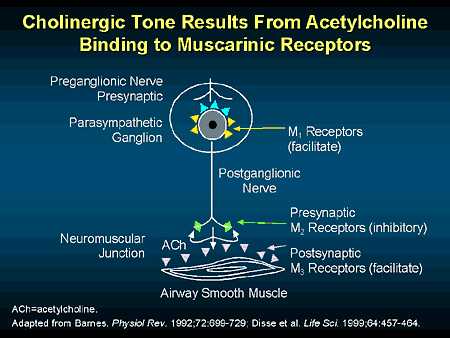 Cholinergic Tone Results From Acetylcholine
Binding to Muscarinic Receptors
Preganglionic Nerve
Presynaptic
Parasympathetic
Ganglion
M1 Receptors
(facilitate)
Postganglionic
Nerve
Presynaptic
M2 Receptors (inhibitory)
Neuromuscular
Junction
ACh
Postsynaptic
M3 Receptors (facilitate)
Airway Smooth Muscle
ACh=acetylcholine.
Adapted from Barnes. Physiol Rev. 1992;72:699-729; Disse et al. Life Sci. 1999;64:457-464.